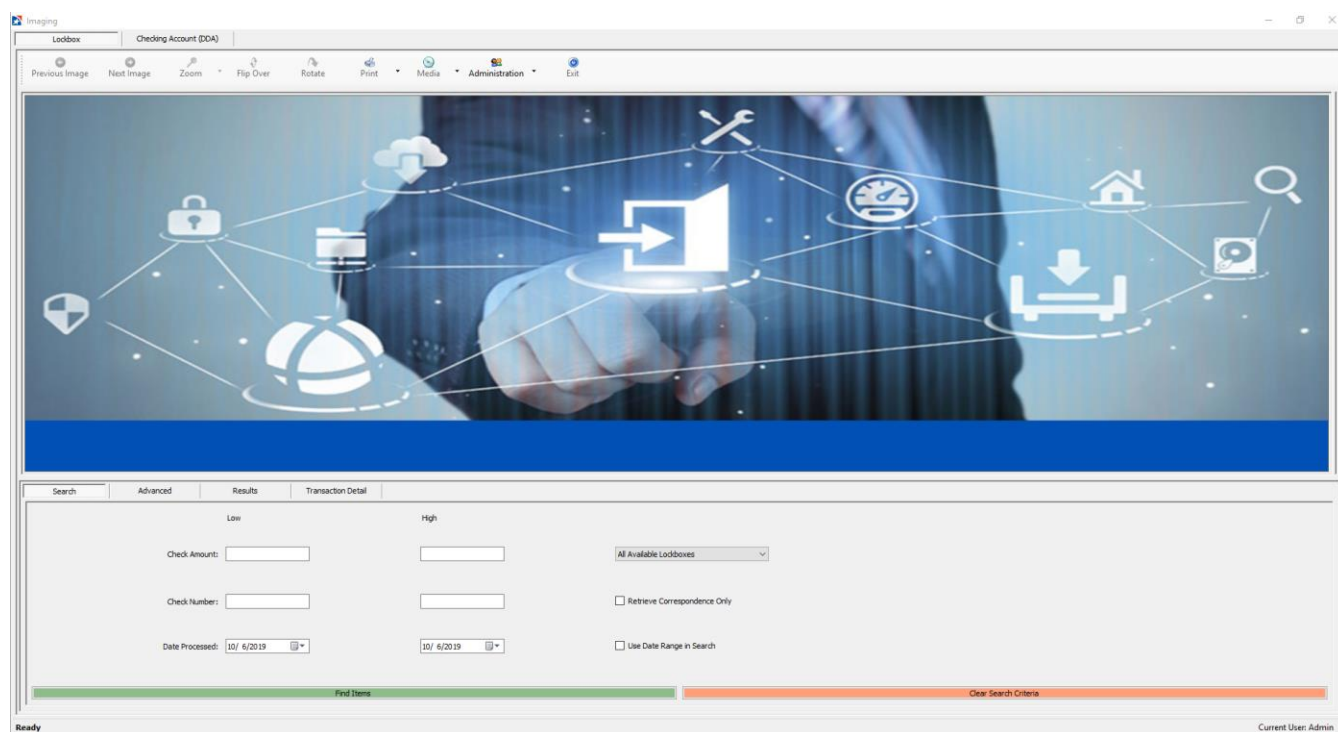 Imaging
Lockbox Checking Account (DDA)
Previous Image Next Image Zoom Flip Over Rotate Print Media Administration Exit
Search Advanced Results Transaction Detail
Low High
Check Amount: All Available Lockboxes
Check Number: Retrieve Correspondence Only
Date Processed: 10/ 6/2019 10/ 6/2019 Use Date Range in Search
Find Items Clear Search Criteria
Ready Current User: Admin